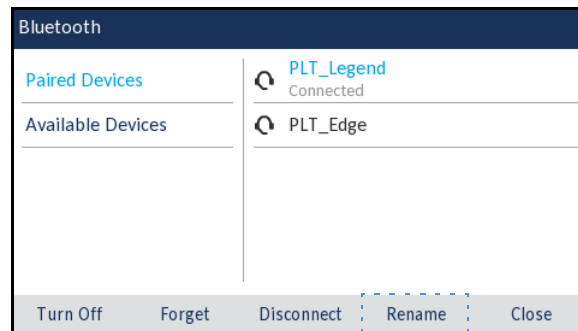 Bluetooth
Paired Devices
Available Devices
PLT_Legend
Connected
PLT_Edge
Turn Off Forget Disconnect Rename Close